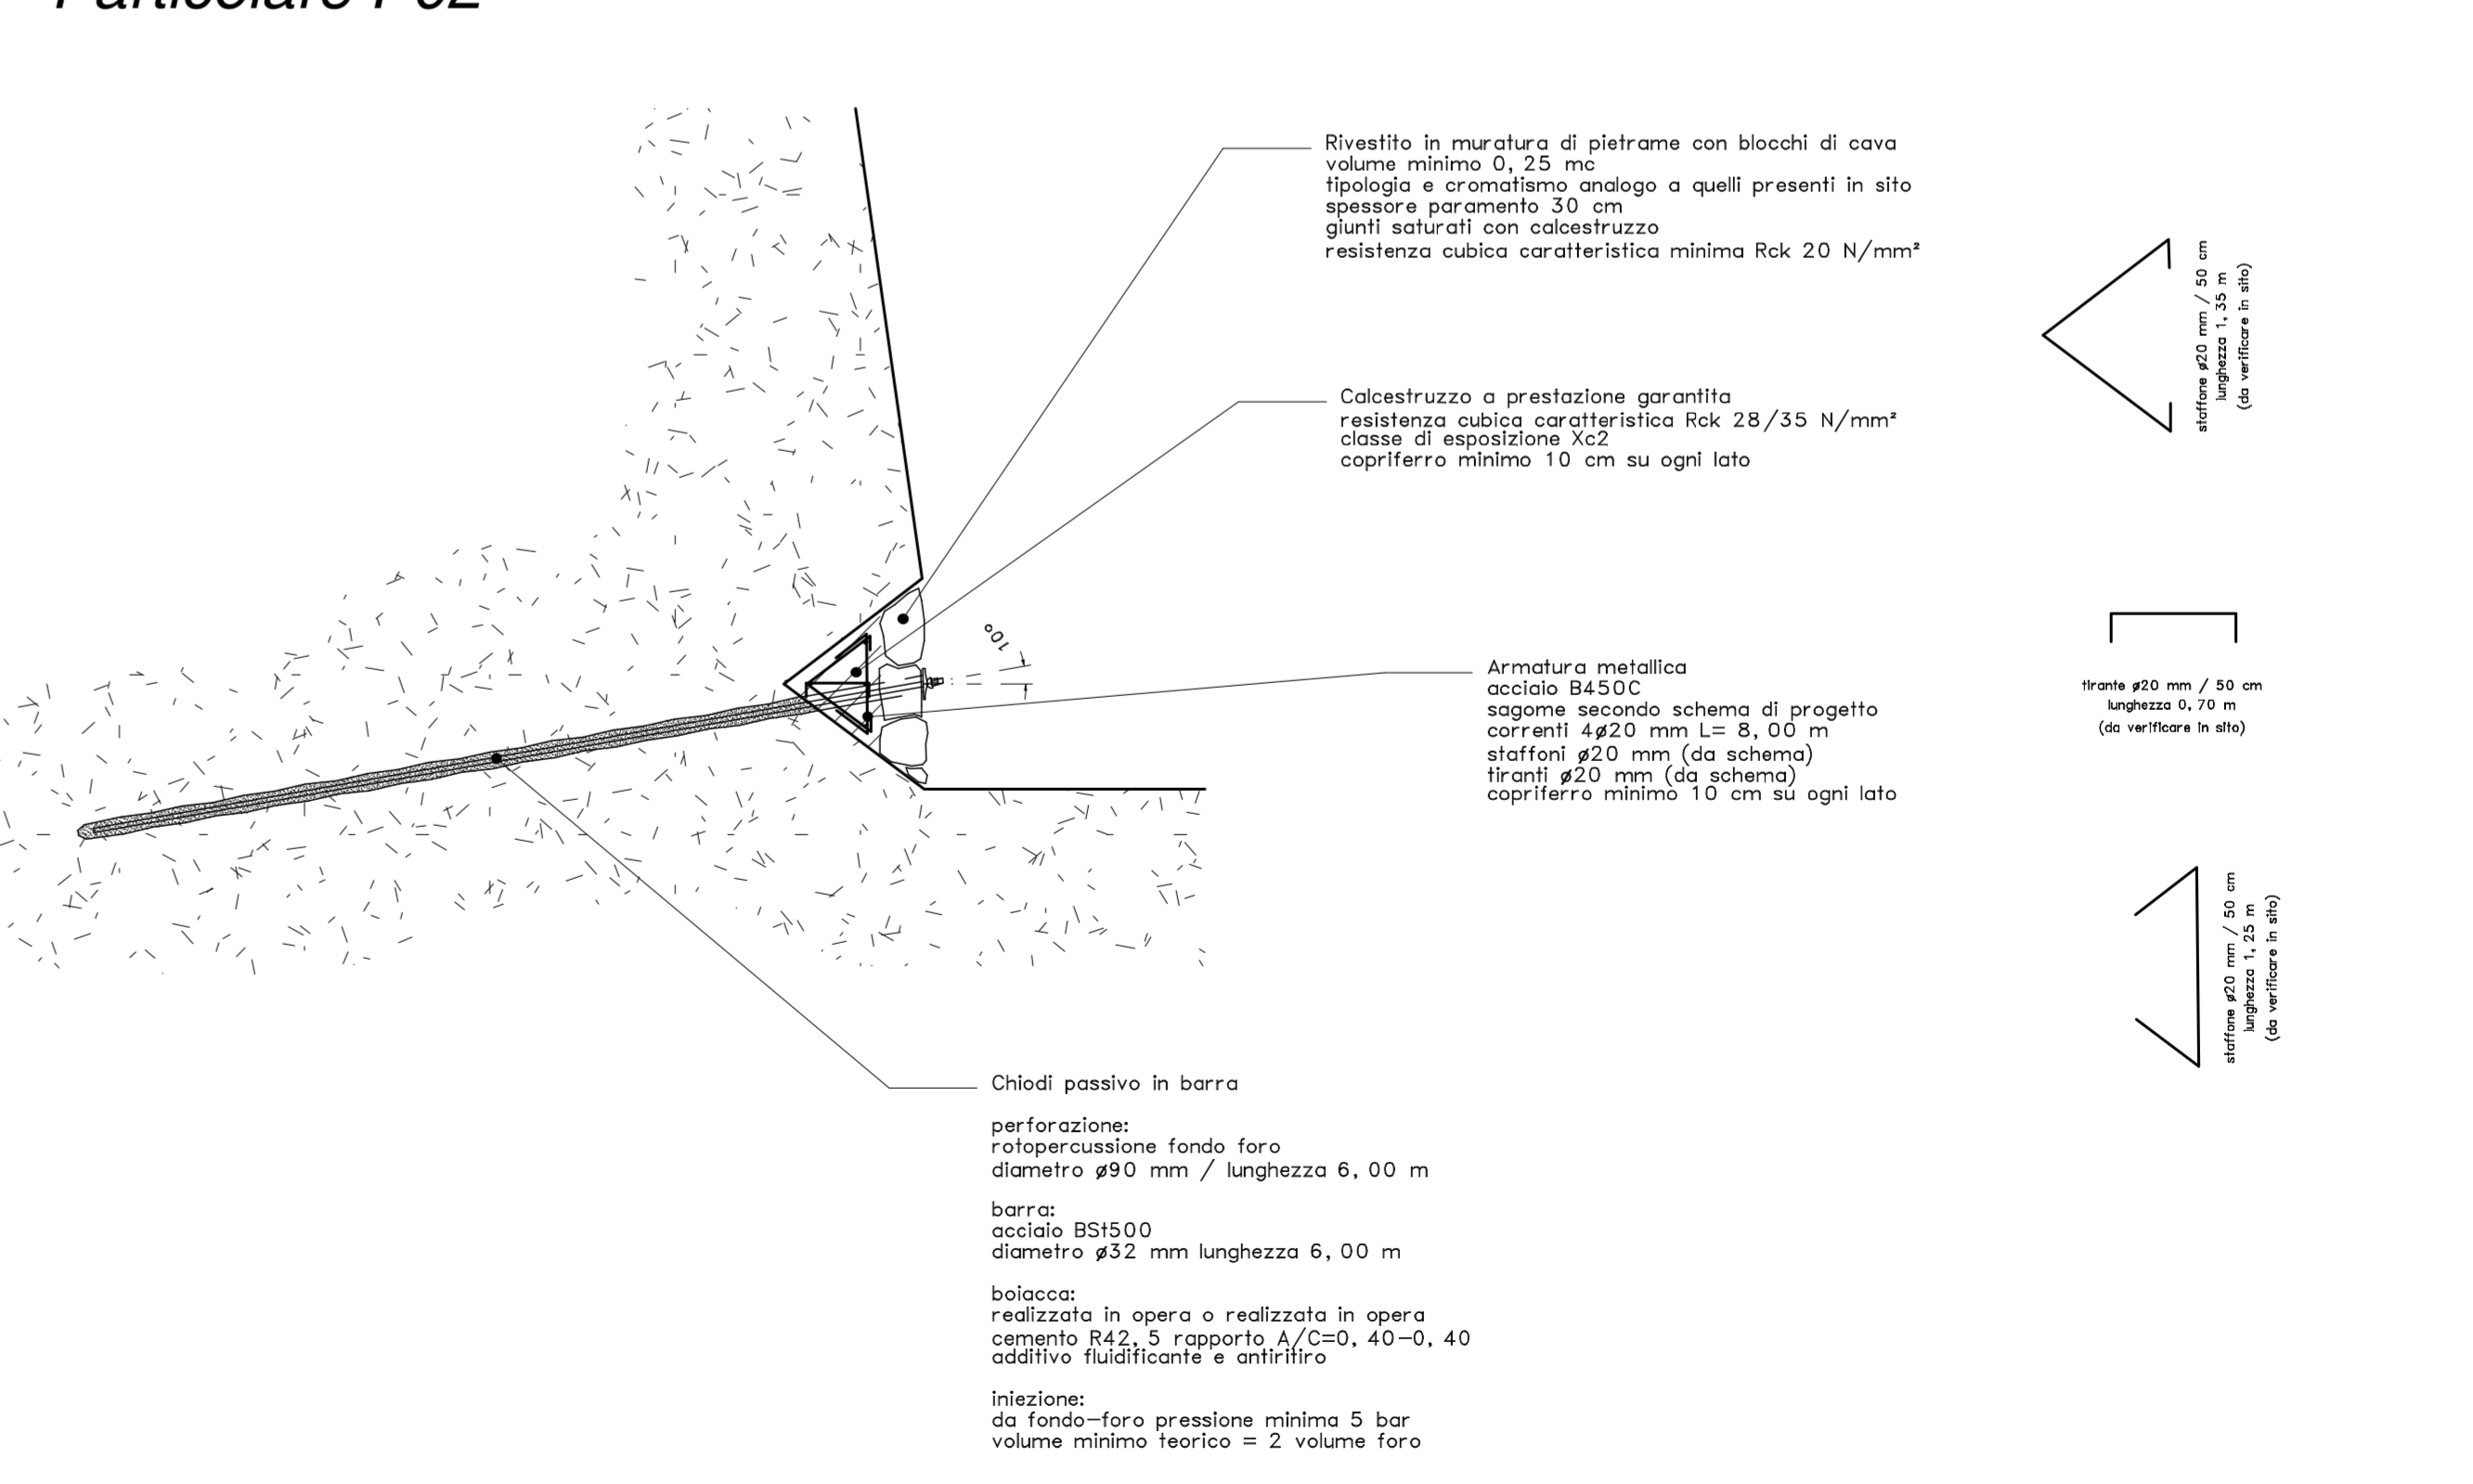 Particolare
Rivestito in muratura di pietrame con blocchi di cava
volume minimo 0, 25 mc
tipologia e cromatismo analogo a quelli presenti in sito
spessore paramento 30 cm
giunti saturati con calcestruzzo
resistenza cubica caratteristica minima Rck 20 N/mm²
Calcestruzzo a prestazione garantita
resistenza cubica caratteristica Rck 28/35 N/mm²
classe di esposizione Xc2
copriferro minimo 10 cm su ogni lato
10°
Armatura metallica
acciaio B450C
sagome secondo schema di progetto
correnti 4ø20 mm L= 8, 00 m
staffoni ø20 mm (da schema)
tiranti ø20 mm (da schema)
copriferro minimo 10 cm su ogni lato
Chiodi passivo in barra
perforazione:
rotopercussione fondo foro
diametro ø90 mm / lunghezza 6, 00 m
barra:
acciaio BSt500
diametro ø32 mm lunghezza 6, 00 m
boiacca:
realizzata in opera o realizzata in opera
cemento R42, 5 rapporto A/C=0, 40-0, 40
additivo fluidificante e antiritiro
iniezione:
da fondo-foro pressione minima 5 bar
volume minimo teorico = 2 volume foro
staffone ø20 mm / 50 cm
lunghezza 1, 35 m
(da verificare in sito)
tirante ø20 mm / 50 cm
lunghezza 0, 70 m
(da verificare in sito)
staffone ø20 mm / 50 cm
lunghezza 1, 25 m
(da verificare in sito)